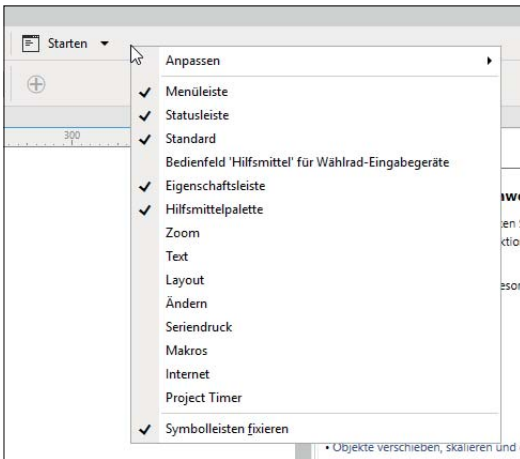 Starten
Anpassen
Menüleiste
Statusleiste
Standard
300
Bedienfeld 'Hilfsmittel' für Wählrad-Eingabegeräte
Eigenschaftsleiste
Hilfsmittelpalette
Zoom
Text
Layout
Ändern
Seriendruck
Makros
Internet
Project Timer
Symbolleisten fixieren
• Objekte verschieben, skalieren und